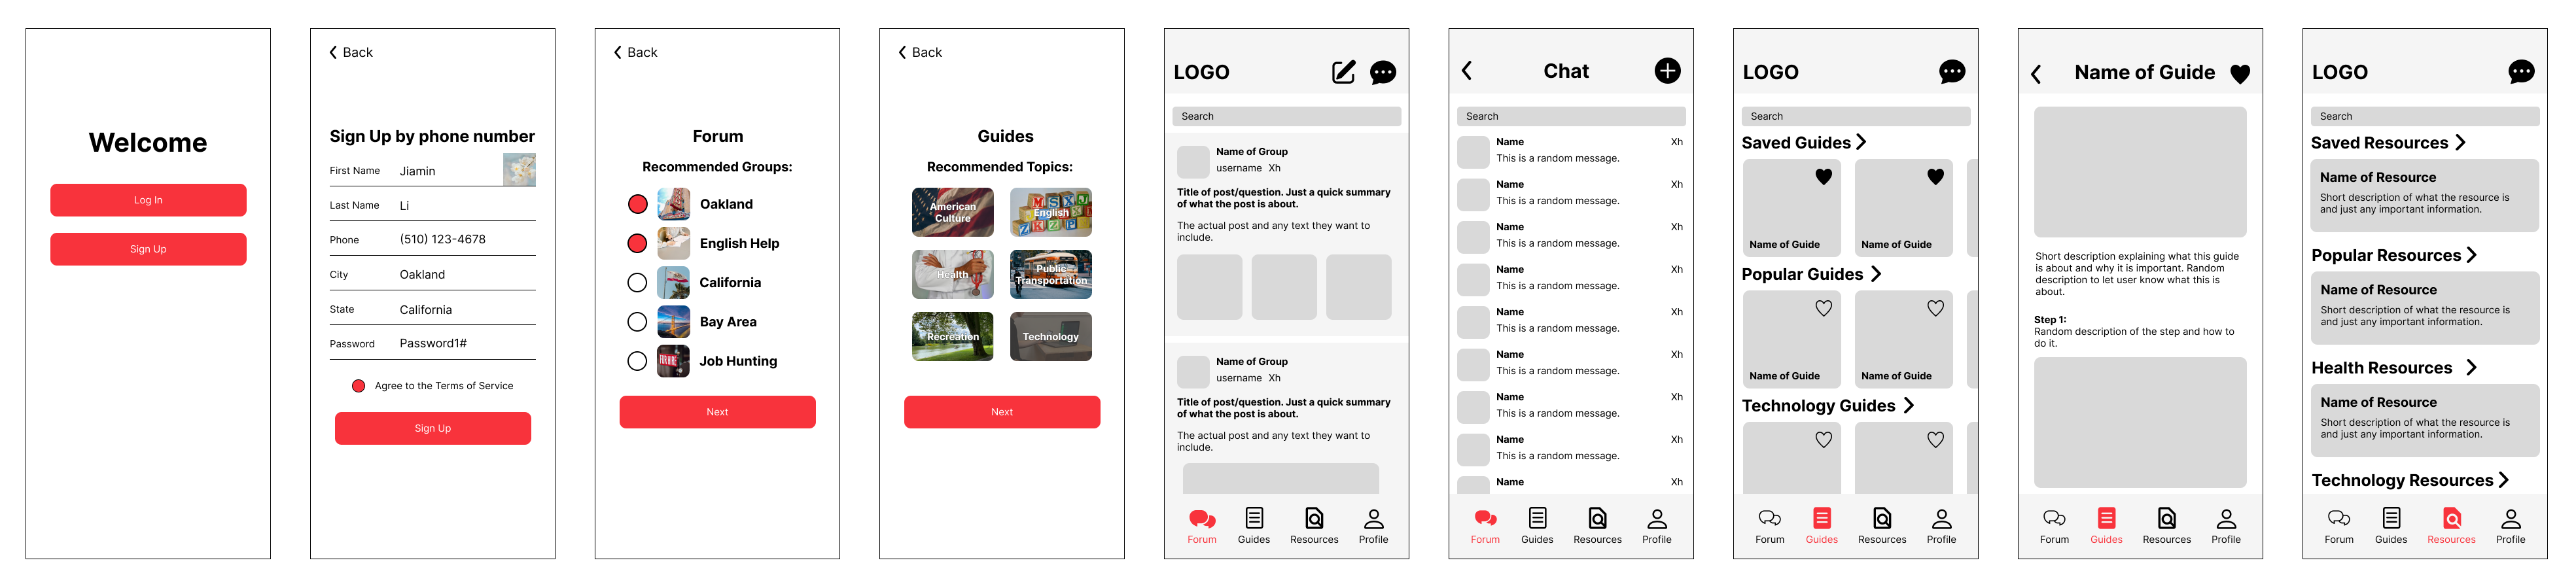 Welcome
Log In
Sign Up
Back
Sign Up by phone number
First Name Jiamin
Last Name Li
Phone (510) 123-4678
City Oakland
State California
Password Password1#
Agree to the Terms of Service
Sign Up
Back
Forum
Recommended Groups:
Oakland
English Help
California
Bay Area
FOR HIRE
Job Hunting
Next
Back
Guides
Recommended Topics:
American
Culture
English
Health
Public
Transportation
Recreation
Technology
Next
LOGO
Search
Name of Group
username Xh
Title of post/question. Just a quick summary
of what the post is about.
The actual post and any text they want to
include.
Name of Group
username Xh
Title of post/question. Just a quick summary
of what the post is about.
The actual post and any text they want to
include.
Forum Guides Resources Profile
Chat
Search
Name Xh
This is a random message.
Name Xh
This is a random message.
Name Xh
This is a random message.
Name Xh
This is a random message.
Name Xh
This is a random message.
Name Xh
This is a random message.
Name Xh
This is a random message.
Name Xh
This is a random message.
Name Xh
Forum Guides Resources Profile
LOGO
Search
Saved Guides
Name of Guide Name of Guide
Popular Guides
Name of Guide Name of Guide
Technology Guides
Forum Guides Resources Profile
Name of Guide
Short description explaining what this guide
is about and why it is important. Random
description to let user know what this is
about.
Step 1:
Random description of the step and how to
do it.
Forum Guides Resources Profile
LOGO
Search
Saved Resources
Name of Resource
Short description of what the resource is
and just any important information.
Popular Resources
Name of Resource
Short description of what the resource is
and just any important information.
Health Resources
Name of Resource
Short description of what the resource is
and just any important information.
Technology Resources
Forum Guides Resources Profile